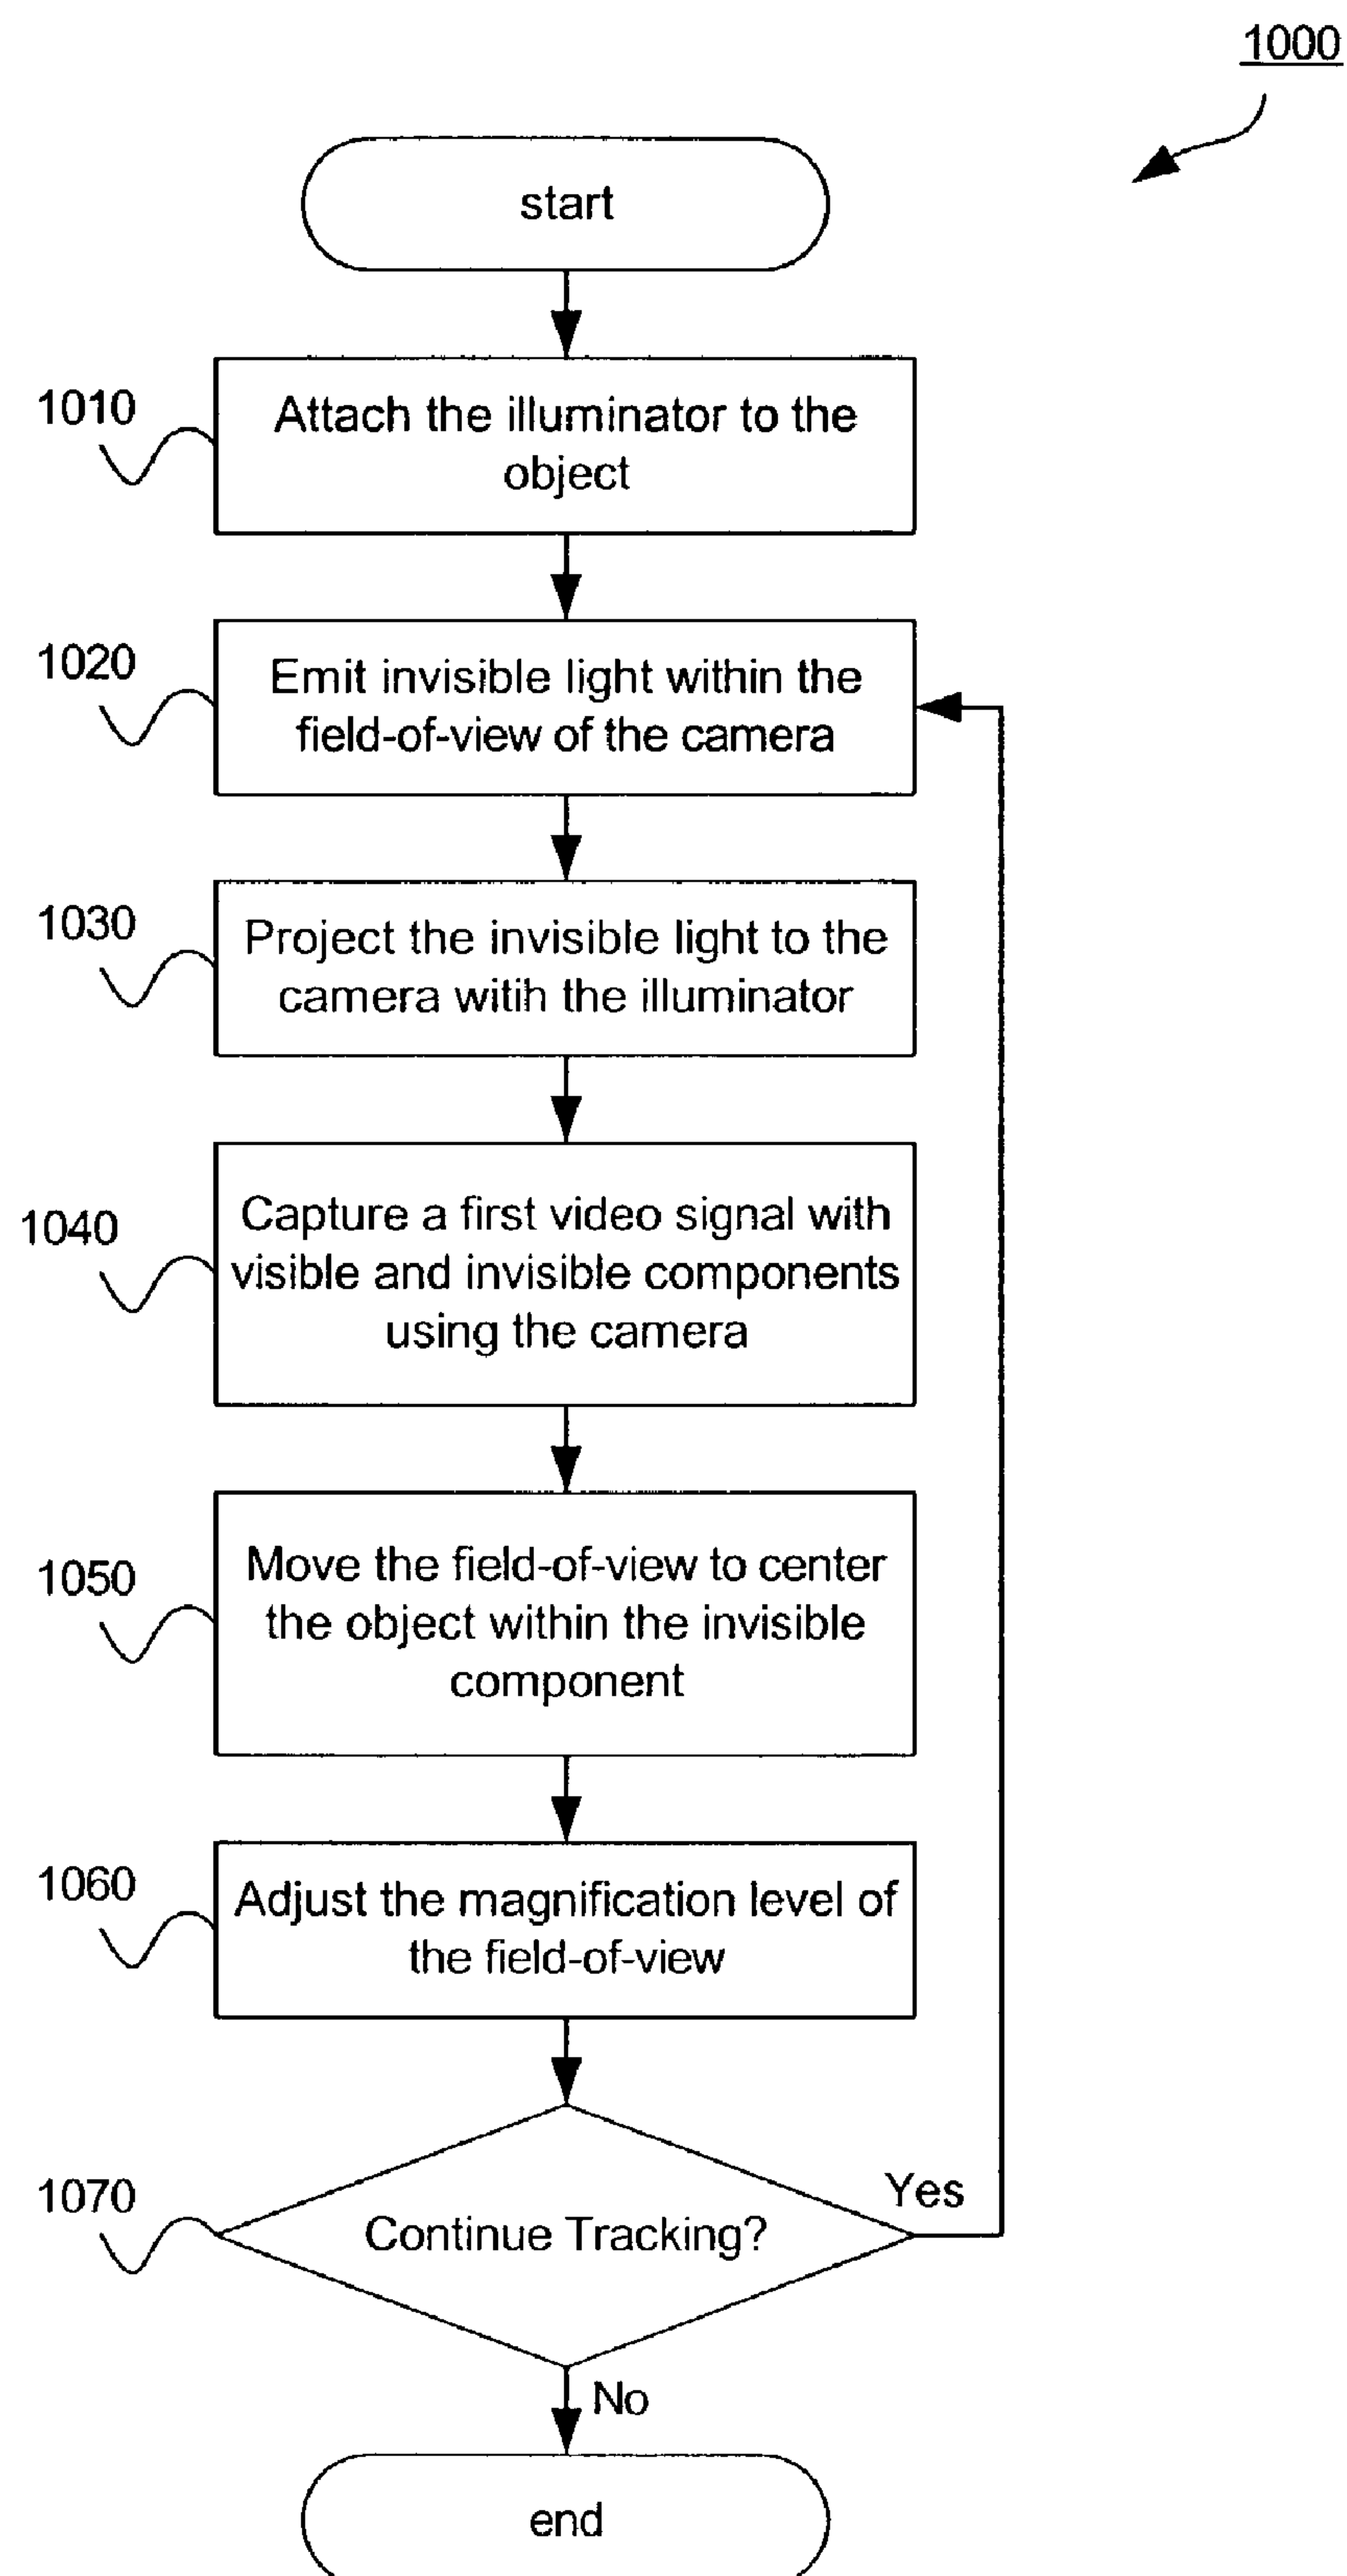 1000
start
1010
Attach the illuminator to the
object
1020
Emit invisible light within the
field-of-view of the camera
1030
Project the invisible light to the
camera witih the illuminator
1040
Capture a first video signal with
visible and invisible components
using the camera
1050
Move the field-of-view to center
the object within the invisible
component
1060
Adjust the magnification level of
the field-of-view
1070
Continue Tracking?
Yes
No
end